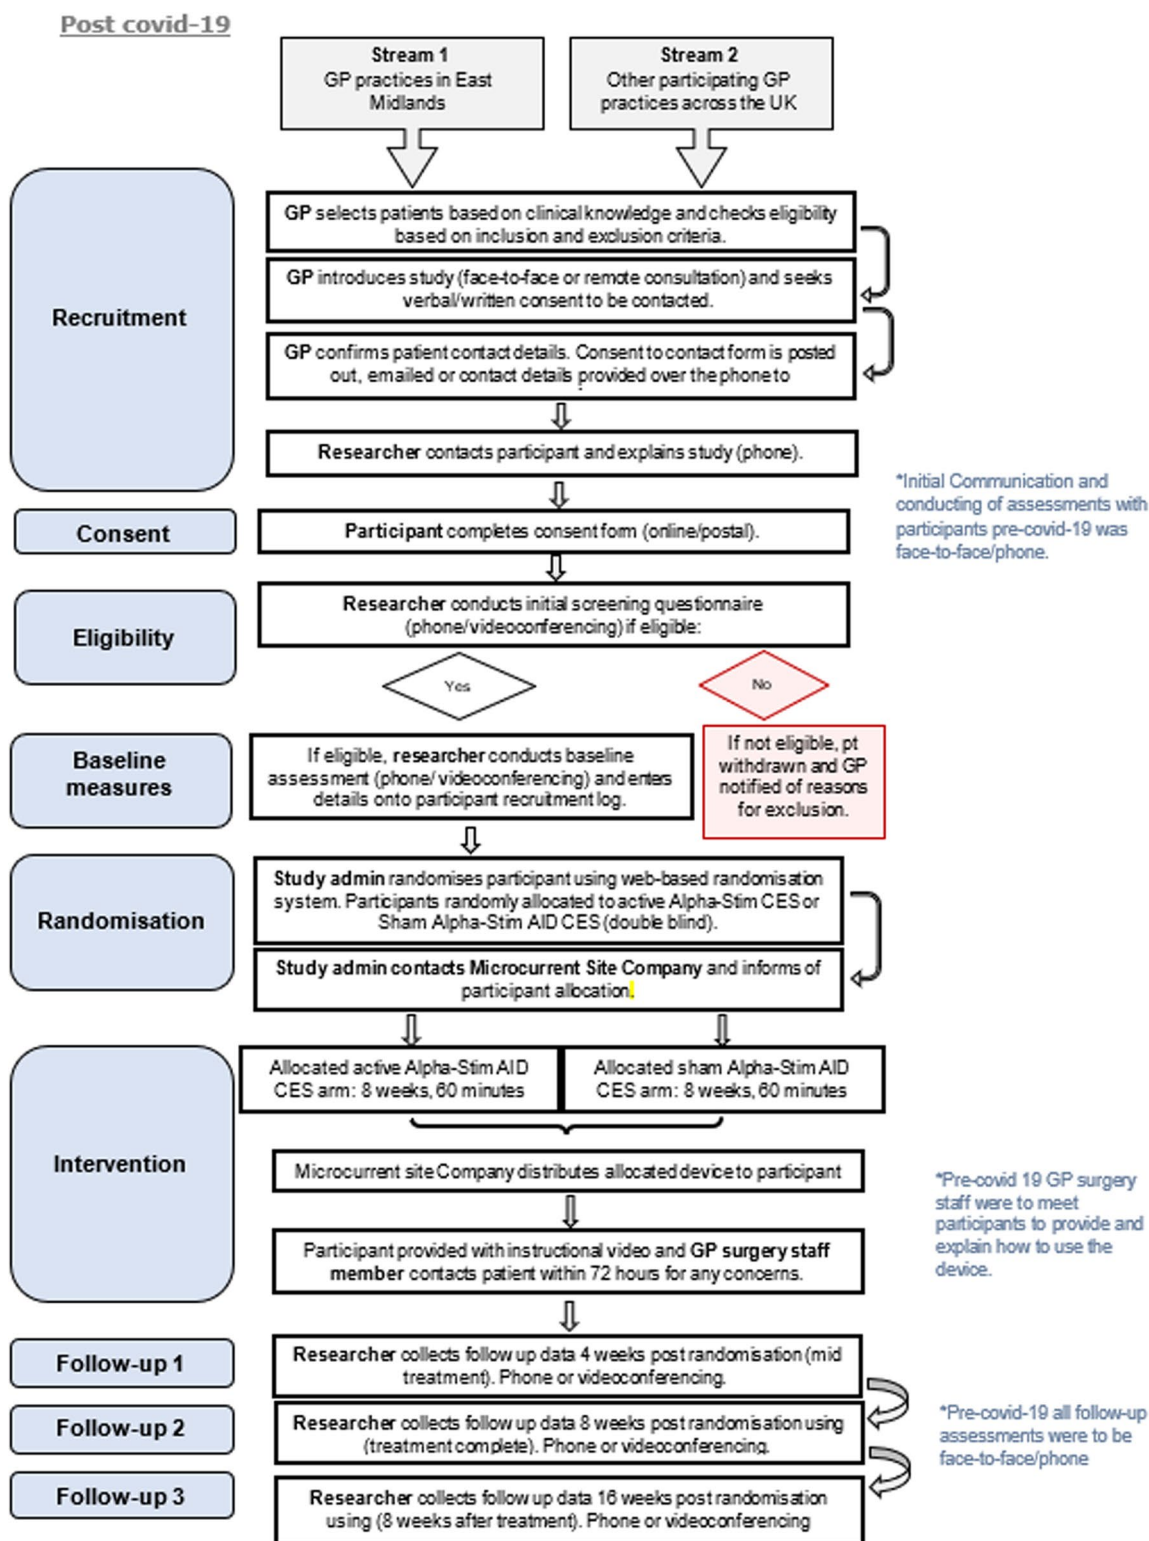 Post covid-19
Stream 1
GP practices in East
Midlands
Stream 2
Other participating GP
practices across the UK
Recruitment
GP selects patients based on clinical knowledge and checks eligibility
based on inclusion and exclusion criteria.
GP introduces study (face-to-face or remote consultation) and seeks
verbal/written consent to be contacted.
GP confirms patient contact details. Consent to contact form is posted
out, emailed or contact details provided over the phone to
Researcher contacts participant and explains study (phone).
*Initial Communication and
conducting of assessments with
participants pre-covid-19 was
face-to-face/phone.
Consent
Participant completes consent form (online/postal).
Eligibility
Researcher conducts initial screening questionnaire
(phone/videoconferencing) if eligible:
Yes
No
Baseline
measures
If eligible, researcher conducts baseline
assessment (phone/ videoconferencing) and enters
details onto participant recruitment log.
If not eligible, pt
withdrawn and GP
notified of reasons
for exclusion.
Randomisation
Study admin randomises participant using web-based randomisation
system. Participants randomly allocated to active Alpha-Stim CES or
Sham Alpha-Stim AID CES (double blind).
Study admin contacts Microcurrent Site Company and informs of
participant allocation.
Intervention
Allocated active Alpha-Stim AID
CES arm: 8 weeks, 60 minutes
Allocated sham Alpha-Stim AID
CES arm: 8 weeks, 60 minutes
Microcurrent site Company distributes allocated device to participant
Participant provided with instructional video and GP surgery staff
member contacts patient within 72 hours for any concerns.
*Pre-covid 19 GP surgery
staff were to meet
participants to provide and
explain how to use the
device.
Follow-up 1
Researcher collects follow up data 4 weeks post randomisation (mid
treatment). Phone or videoconferencing.
Follow-up 2
Researcher collects follow up data 8 weeks post randomisation using
(treatment complete). Phone or videoconferencing.
*Pre-covid-19 all follow-up
assessments were to be
face-to-face/phone
Follow-up 3
Researcher collects follow up data 16 weeks post randomisation
using (8 weeks after treatment). Phone or videoconferencing